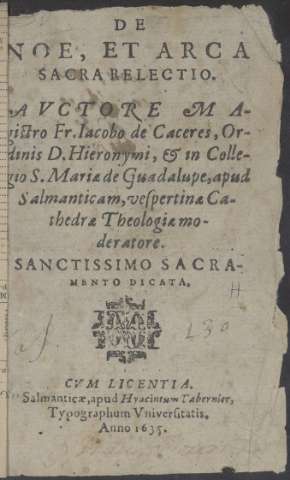 DE
NOE, ET ARCA
SACRA RELECTIO.
AVCTORE MA-
gistro Fr. Iacobo de Caceres, Or-
dinis D. Hieronymi, & in Colle-
gio S. Mariæ de Guadalupe, apud
Salmanticam, vespertinæ Ca-
thedræ Theologiæ mo-
deratore.
SANCTISSIMO SACRA-
MENTO DICATA.
H
CVM LICENTIA.
Salmanticæ, apud Hyacintum Tabernier,
Typographum Vniversitatis.
Anno 1635.